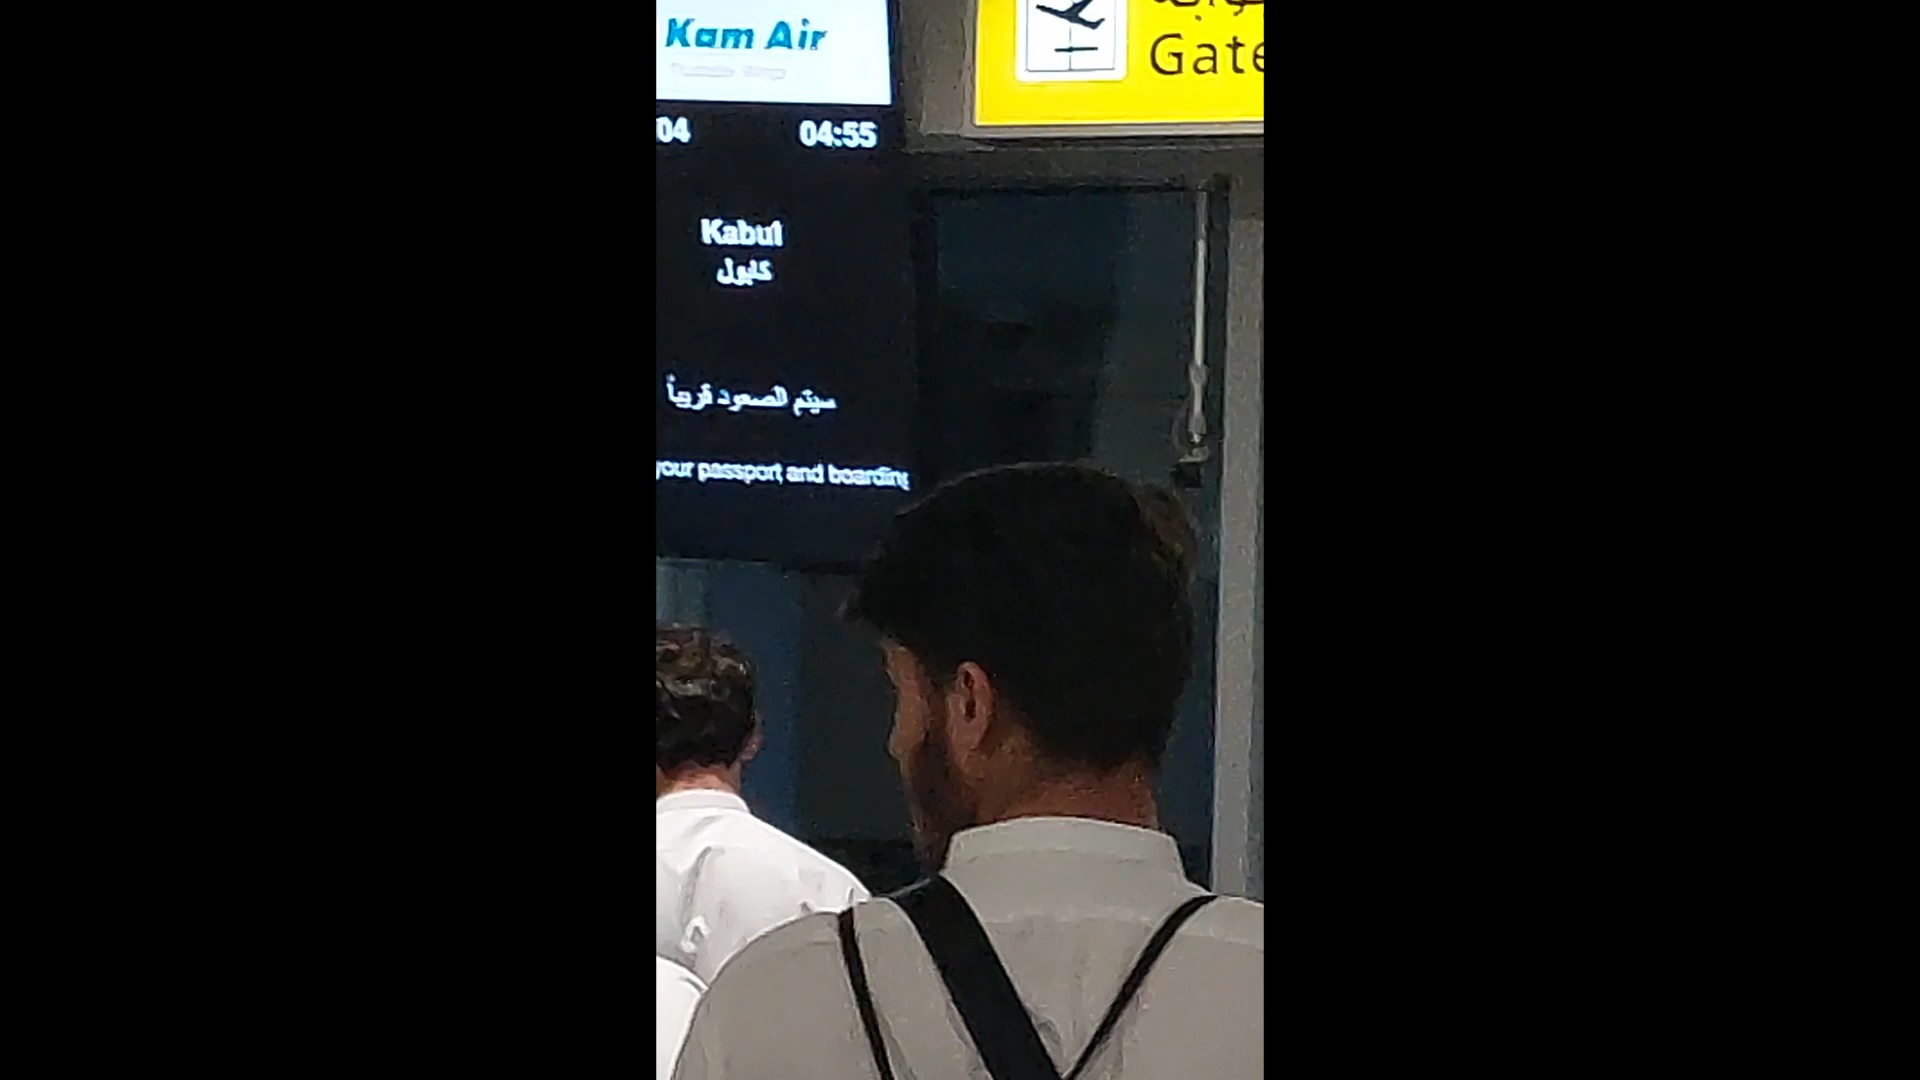 Kam Air
04 04:55
Kabul
كابول
سيتم الصعود قريباً
your passport and boarding
Gate